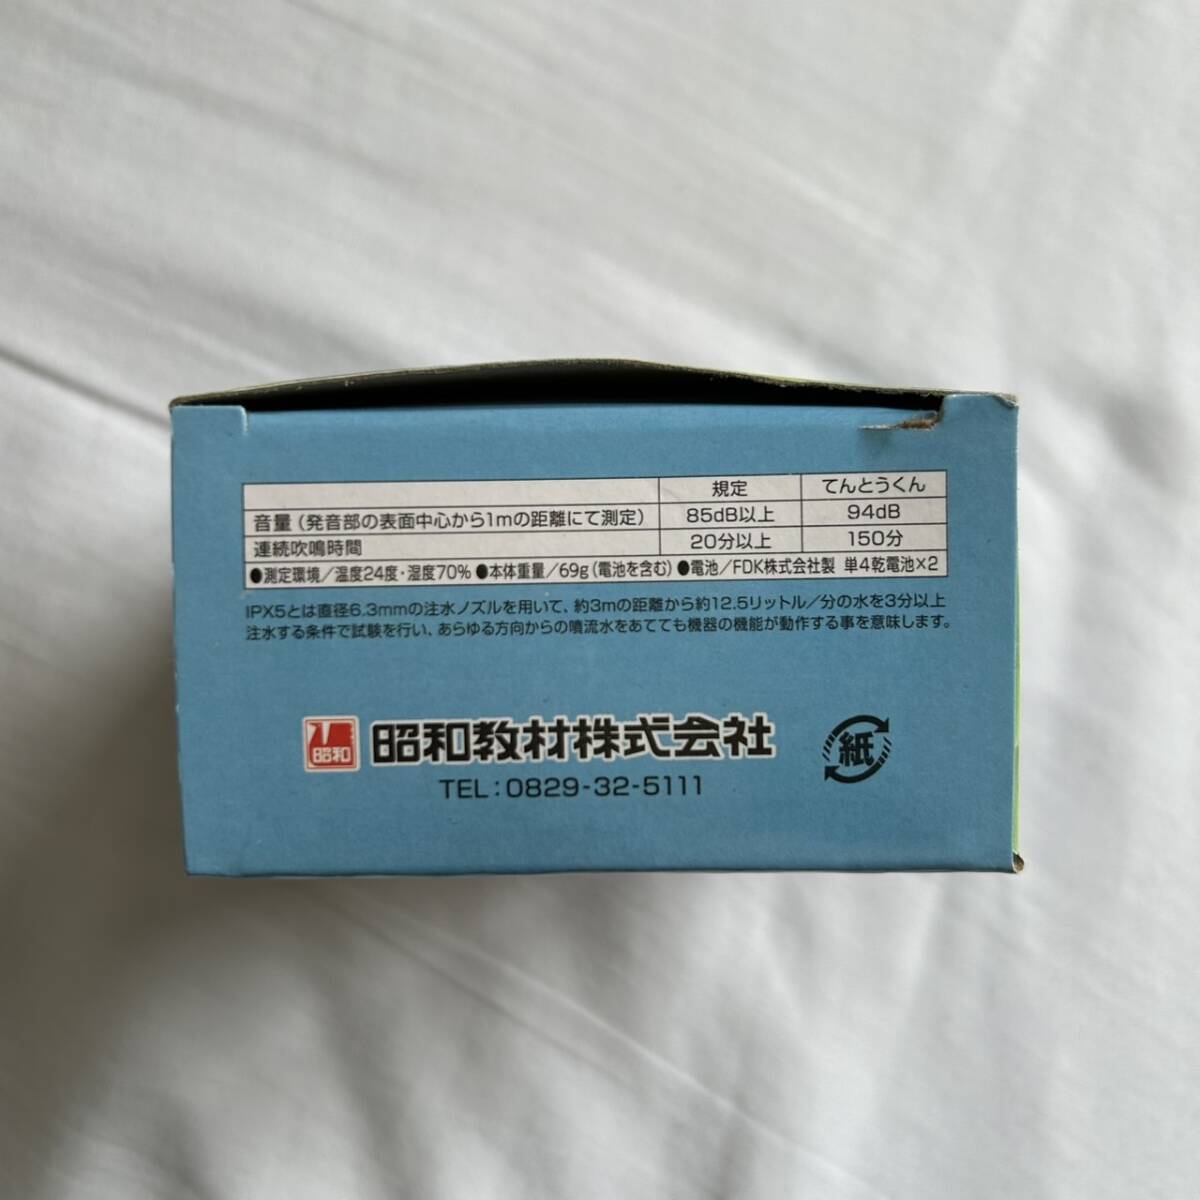 規定 てんとうくん
音量(発音部の表面中心から1mの距離にて測定) 85dB以上 94dB
連続吹鳴時間 20分以上 150分
●測定環境/温度24度・湿度70% ●本体重量/69g(電池を含む) ●電池/FDK株式会社製 単4乾電池×2
IPX5とは直径6.3mmの注水ノズルを用いて、約3mの距離から約12.5リットル/分の水を3分以上
注水する条件で試験を行い、あらゆる方向からの噴流水をあてても機器の機能が動作する事を意味します。
昭和 昭和教材株式会社 紙
TEL:0829-32-5111